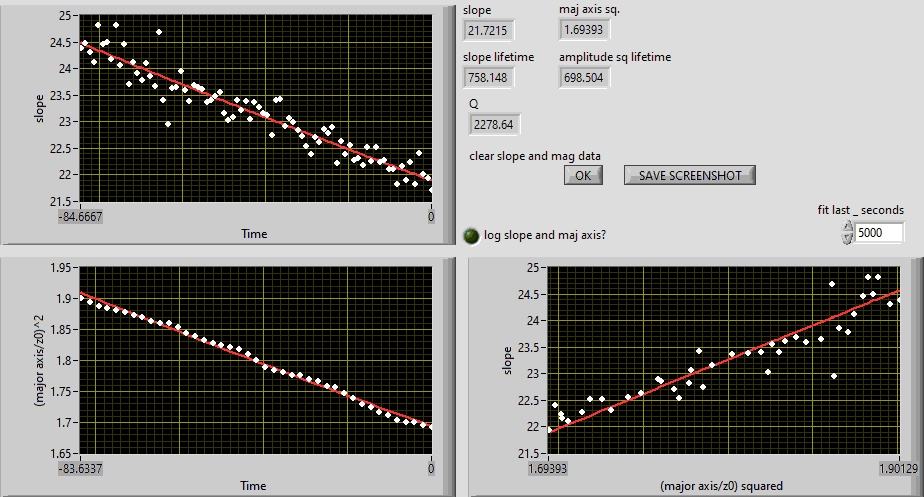 25
24.5
24
23.5
23
22.5
22
21.5
slope
-84.6667
0
Time
slope
maj axis sq.
21.7215
1.69393
slope lifetime
amplitude sq lifetime
758.148
698.504
Q
2278.64
clear slope and mag data
OK
SAVE SCREENSHOT
fit last _ seconds
5000
log slope and maj axis?
1.95
1.9
1.85
1.8
1.75
1.7
1.65
(major axis/z0))^2
-83.6337
0
Time
25
24.5
24
23.5
23
22.5
22
21.5
slope
1.69393
1.90129
(major axis/z0) squared